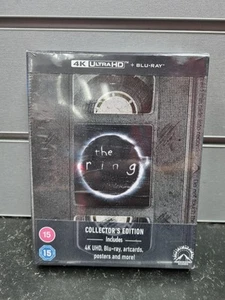 4K ULTRA HD + BLU-RAY
the
ring
COLLECTOR'S EDITION
Includes
4K UHD, Blu-ray, artcards,
posters and more!
15
15